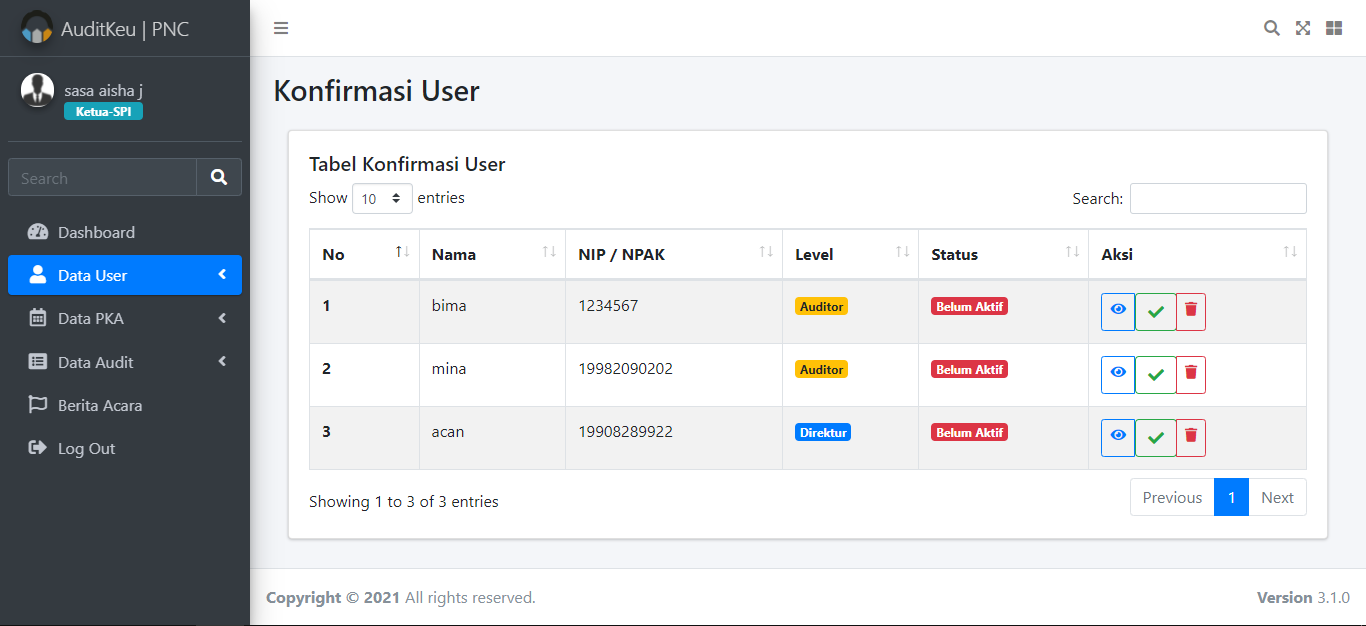 AuditKeu | PNC
sasa aisha j
Ketua-SPI
Search
Dashboard
Data User
Data PKA
Data Audit
Berita Acara
Log Out
Konfirmasi User
Tabel Konfirmasi User
Show 10 entries Search:
No Nama NIP / NPAK Level Status Aksi
1 bima 1234567 Auditor Belum Aktif
2 mina 19982090202 Auditor Belum Aktif
3 acan 19908289922 Direktur Belum Aktif
Showing 1 to 3 of 3 entries Previous 1 Next
Copyright © 2021 All rights reserved. Version 3.1.0